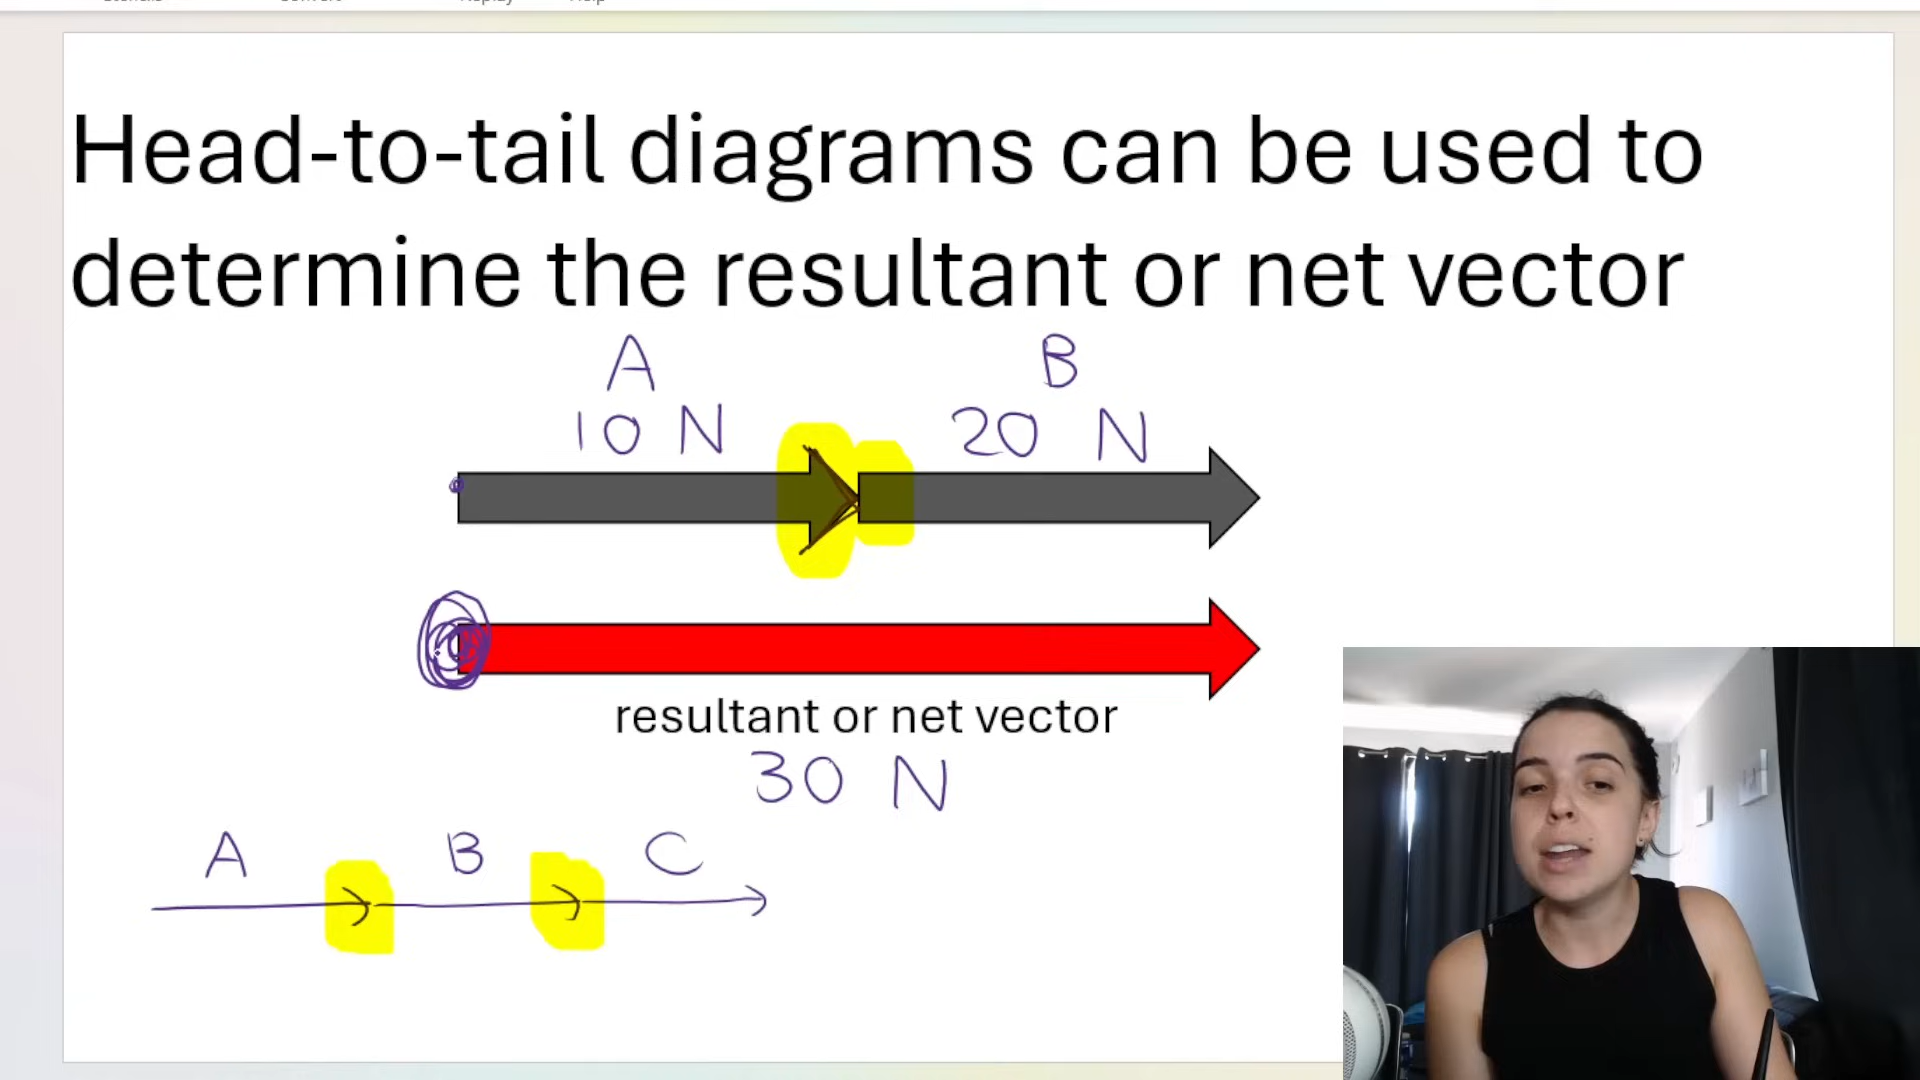 Head-to-tail diagrams can be used to
determine the resultant or net vector
A B
10 N 20 N
resultant or net vector
30 N
A B C